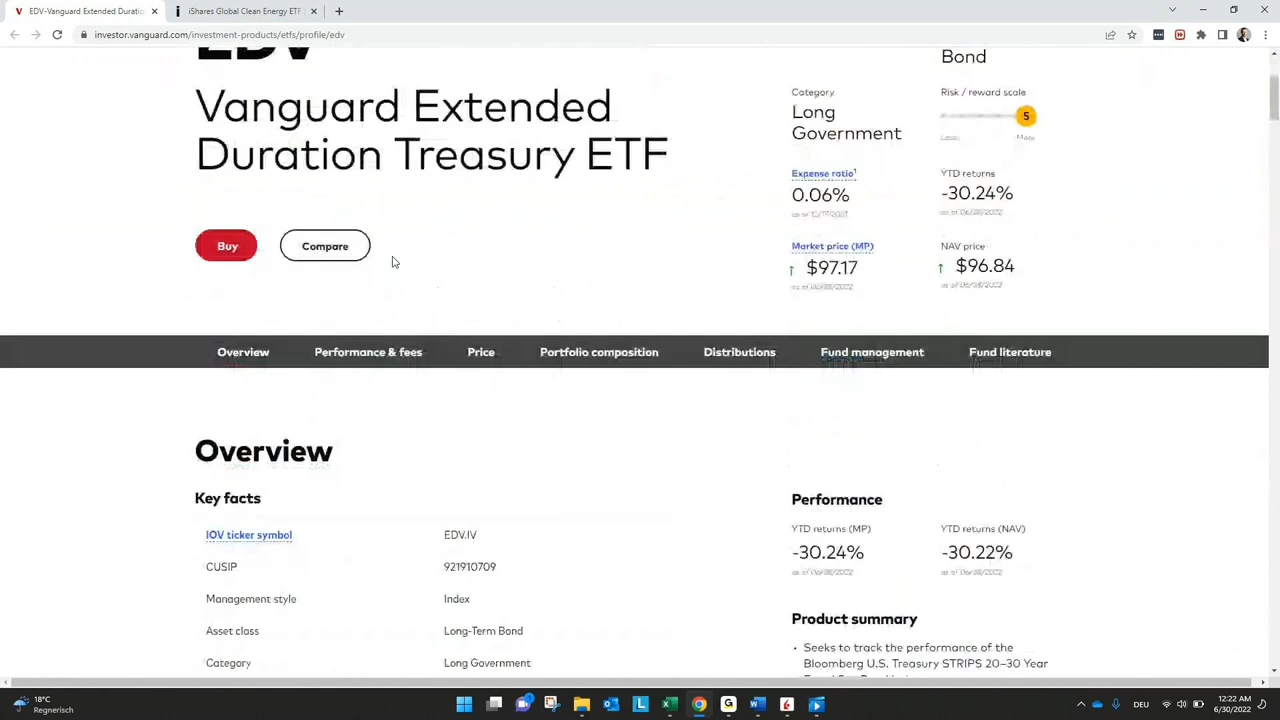 EDV-Vanguard Extended Duratio
iShares Global Clean Energy ETF
investor.vanguard.com/investment-products/etfs/profile/edv
EDV
Bond
Vanguard Extended
Duration Treasury ETF
Category
Long
Government
Risk / reward scale
5
Less
More
Expense ratio1
0.06%
YTD returns
-30.24%
Buy
Compare
Market price (MP)
$97.17
NAV price
$96.84
Overview
Performance & fees
Price
Portfolio composition
Distributions
Fund management
Fund literature
Overview
Key facts
IOV ticker symbol EDV.IV
CUSIP 921910709
Management style Index
Asset class Long-Term Bond
Category Long Government
Performance
YTD returns (MP)
-30.24%
YTD returns (NAV)
-30.22%
Product summary
• Seeks to track the performance of the
Bloomberg U.S. Treasury STRIPS 20–30 Year
18°C
Regnerisch
DEU
12:22 AM
6/30/2022